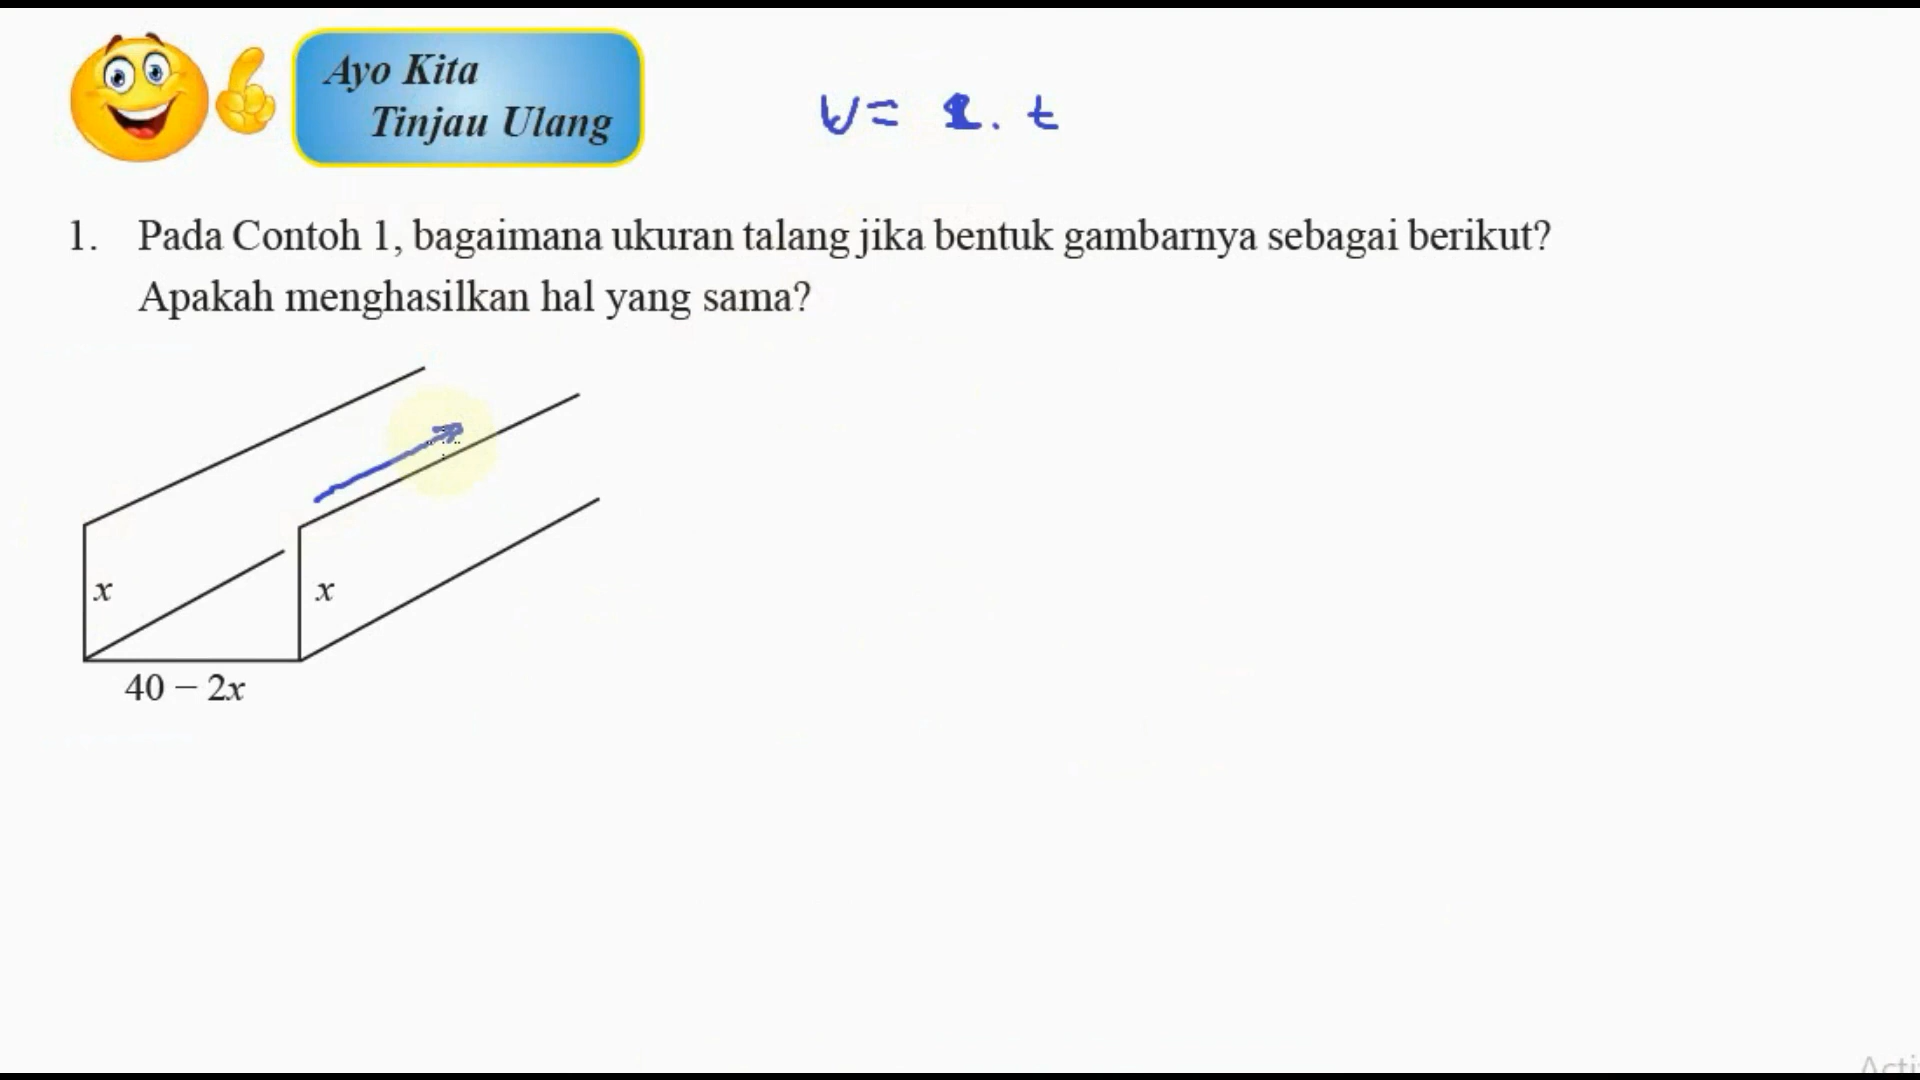 Ayo Kita
Tinjau Ulang
1. Pada Contoh 1, bagaimana ukuran talang jika bentuk gambarnya sebagai berikut?
Apakah menghasilkan hal yang sama?
x
x
40 − 2x